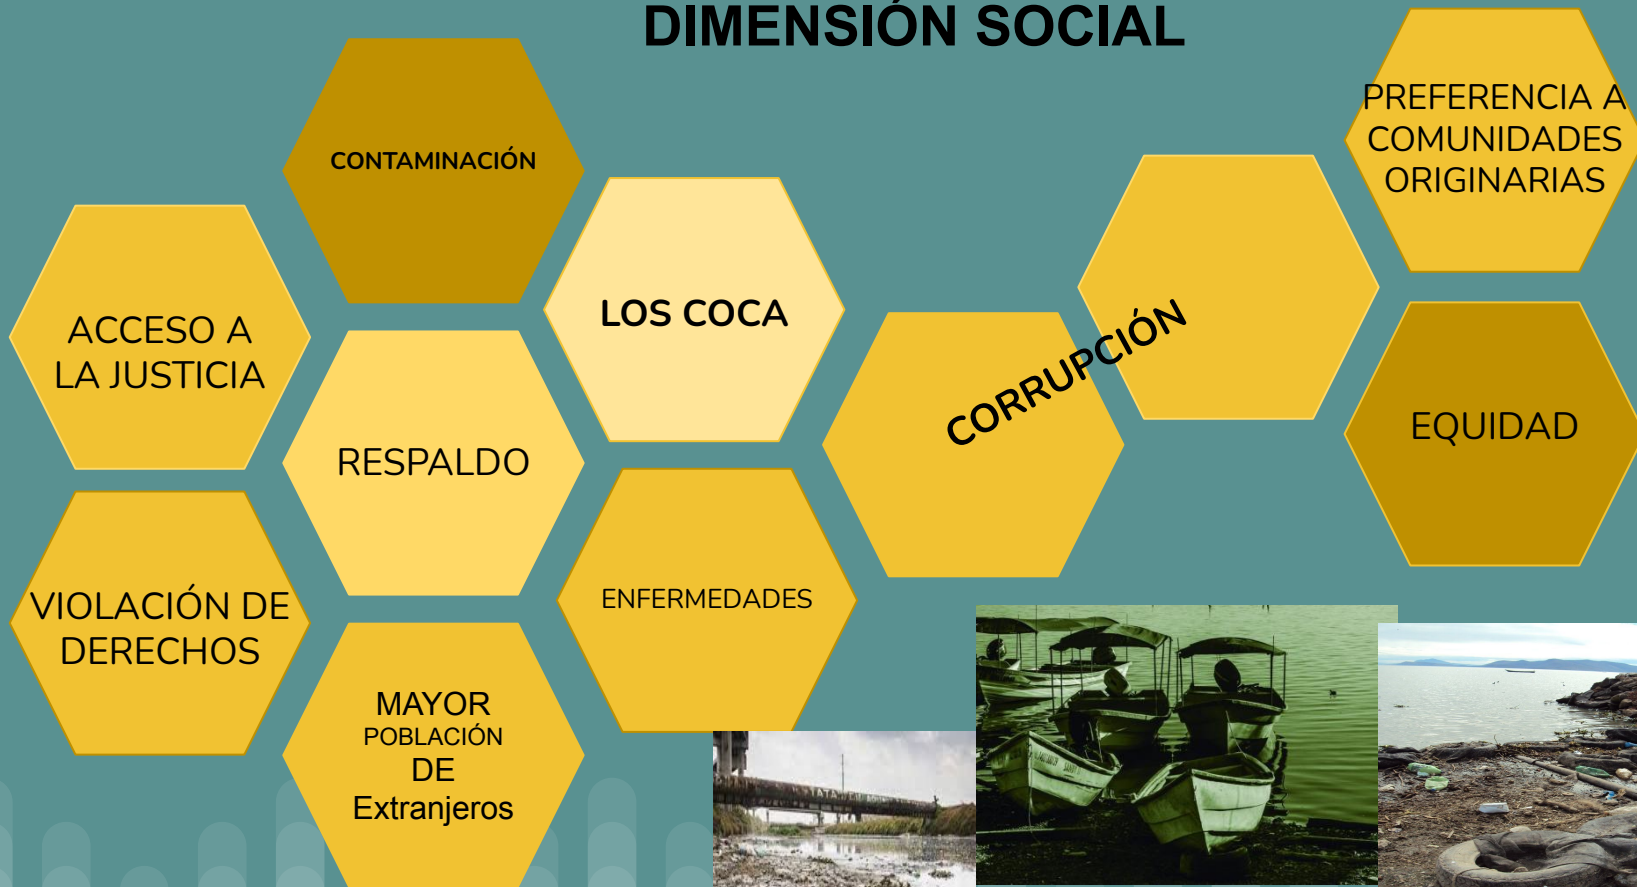 DIMENSIÓN SOCIAL
PREFERENCIA A
COMUNIDADES
ORIGINARIAS
CONTAMINACIÓN
LOS COCA
ACCESO A
LA JUSTICIA
CORRUPCIÓN
EQUIDAD
RESPALDO
VIOLACIÓN DE
DERECHOS
ENFERMEDADES
MAYOR
POBLACIÓN
DE
Extranjeros